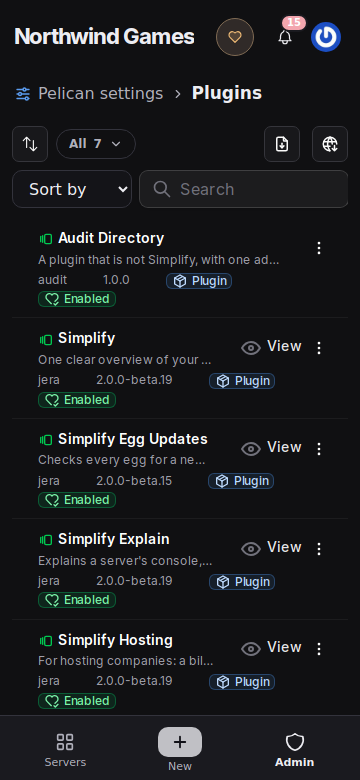 Northwind Games
15
Pelican settings > Plugins
All 7
Sort by
Search
Audit Directory
A plugin that is not Simplify, with one ad...
audit 1.0.0 Plugin
Enabled
Simplify
One clear overview of your ...
View
jera 2.0.0-beta.19 Plugin
Enabled
Simplify Egg Updates
Checks every egg for a ne...
View
jera 2.0.0-beta.15 Plugin
Enabled
Simplify Explain
Explains a server's console,...
View
jera 2.0.0-beta.19 Plugin
Enabled
Simplify Hosting
For hosting companies: a bil...
View
jera 2.0.0-beta.19 Plugin
Enabled
Servers New Admin